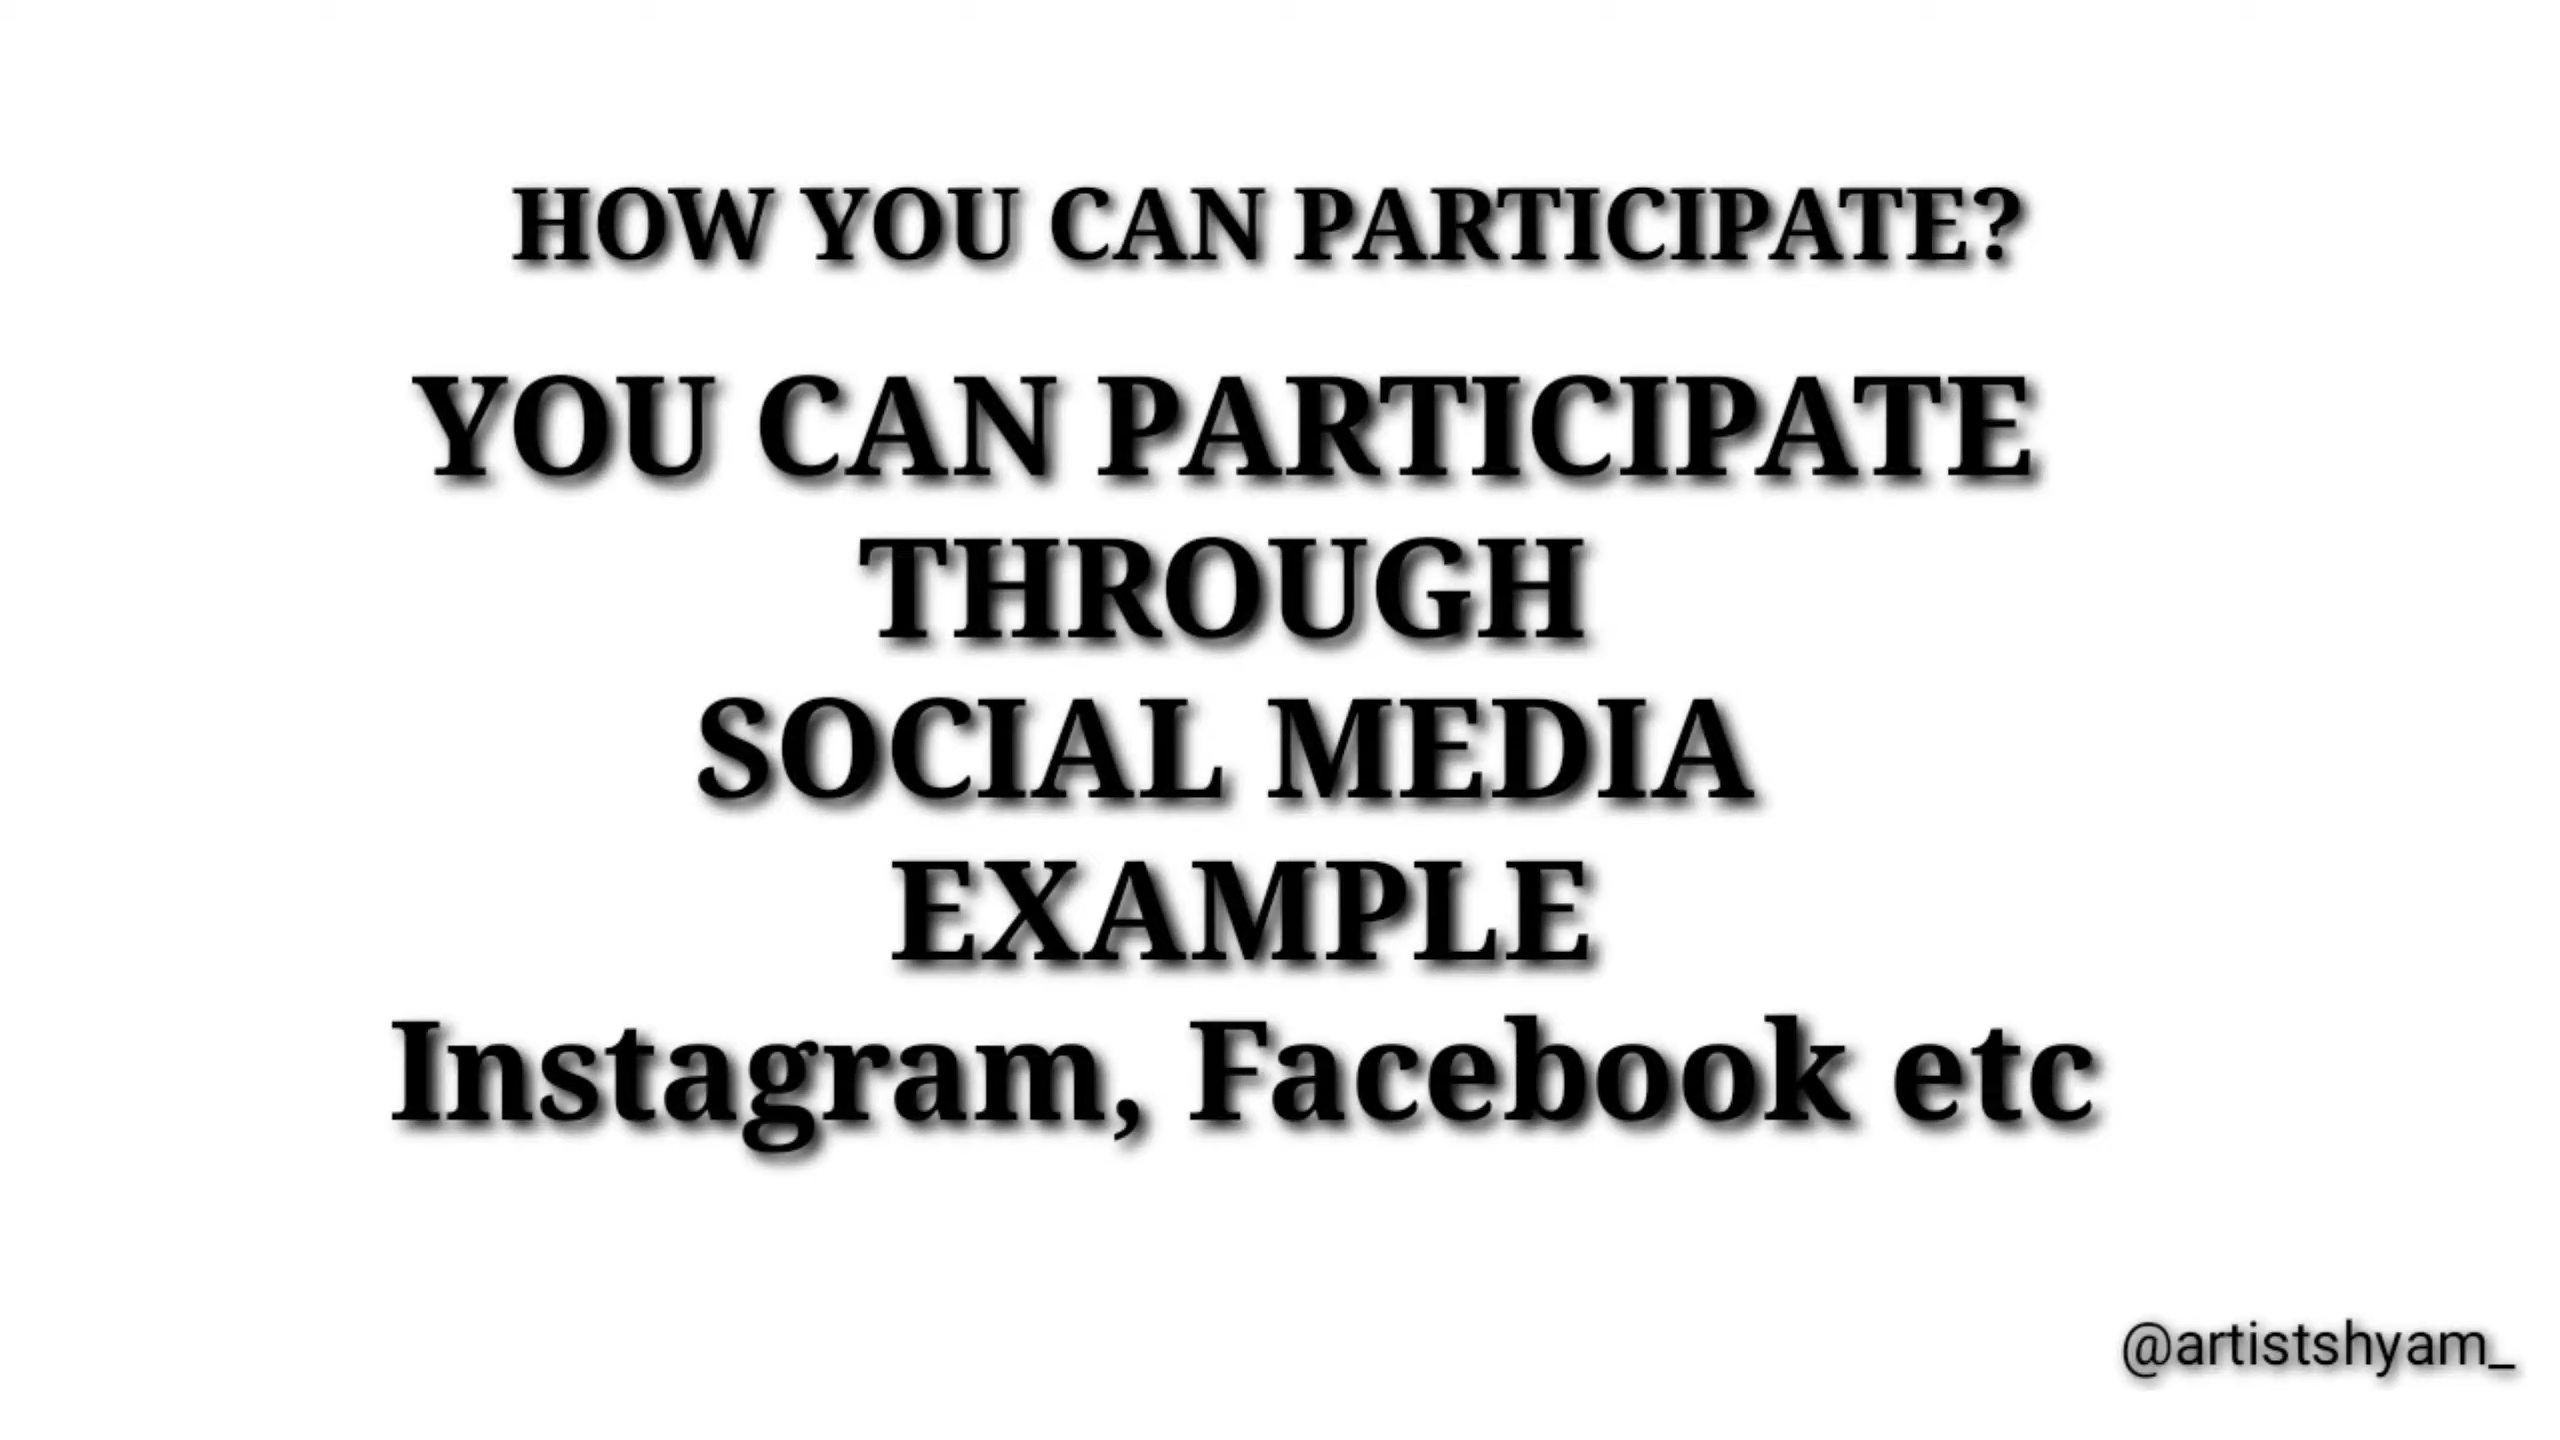 HOW YOU CAN PARTICIPATE?
YOU CAN PARTICIPATE
THROUGH
SOCIAL MEDIA
EXAMPLE
Instagram, Facebook etc
@artistshyam_